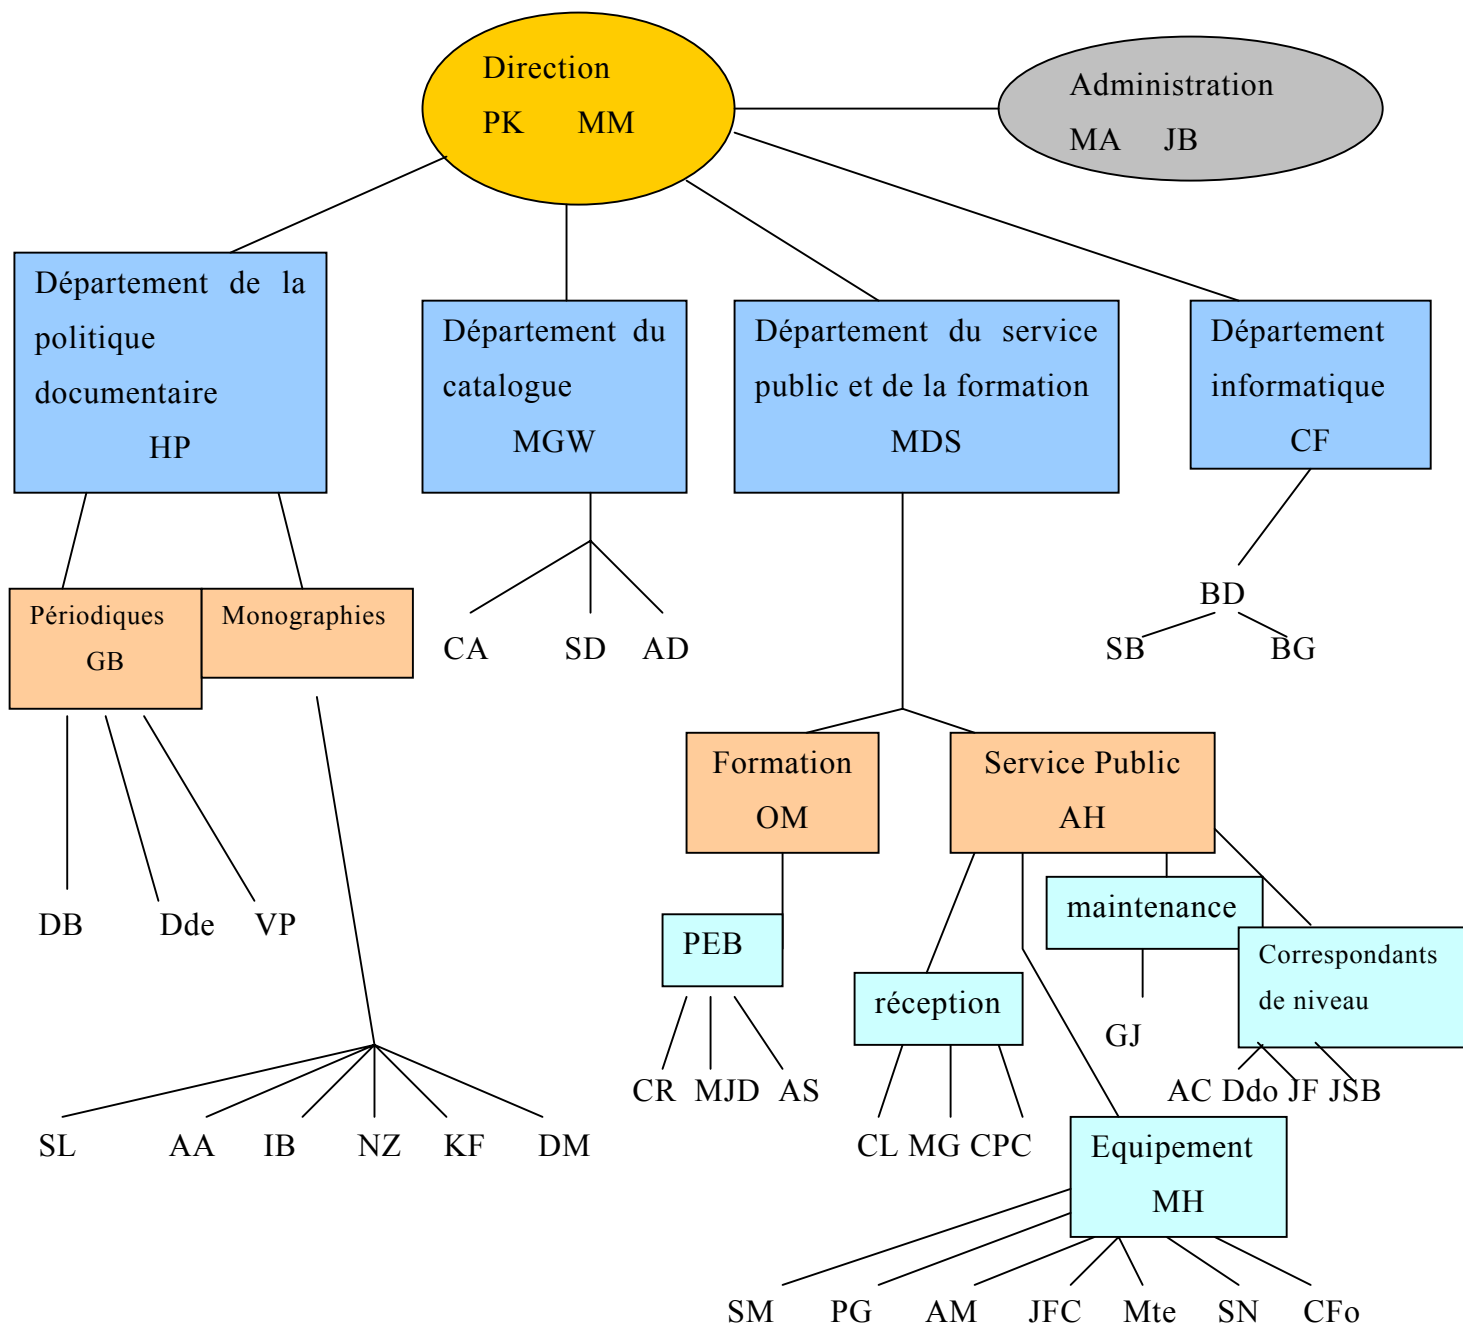 Direction
PK MM
Administration
MA JB
Département de la
politique
documentaire
HP
Département du
catalogue
MGW
Département du service
public et de la formation
MDS
Département
informatique
CF
Périodiques
GB
Monographies
CA SD AD
BD
SB BG
Formation
OM
Service Public
AH
DB Dde VP
PEB
maintenance
Correspondants
de niveau
réception
GJ
CR MJD AS
AC Ddo JF JSB
SL AA IB NZ KF DM
CL MG CPC
Equipement
MH
SM PG AM JFC Mte SN CFo